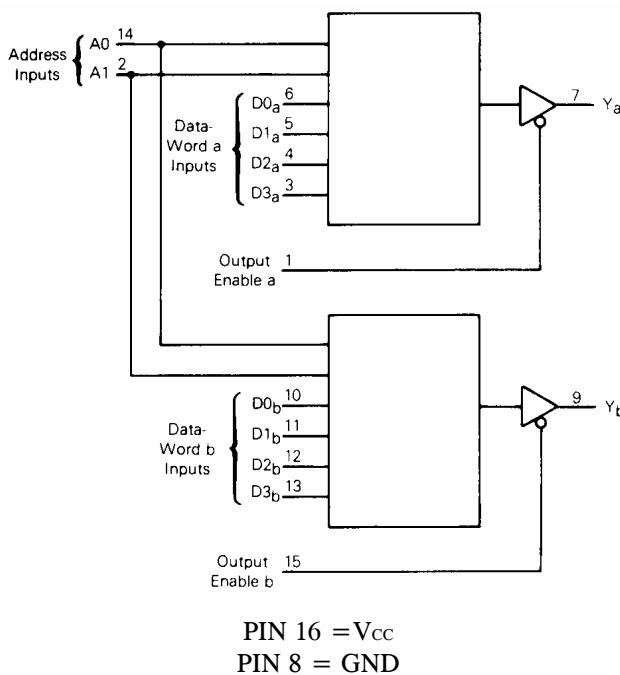 Address Inputs
A0 14
A1 2
Data-Word a Inputs
D0a 6
D1a 5
D2a 4
D3a 3
7 Ya
Output Enable a
1
Data-Word b Inputs
D0b 10
D1b 11
D2b 12
D3b 13
9 Yb
Output Enable b
15
PIN 16 =VCC
PIN 8 = GND